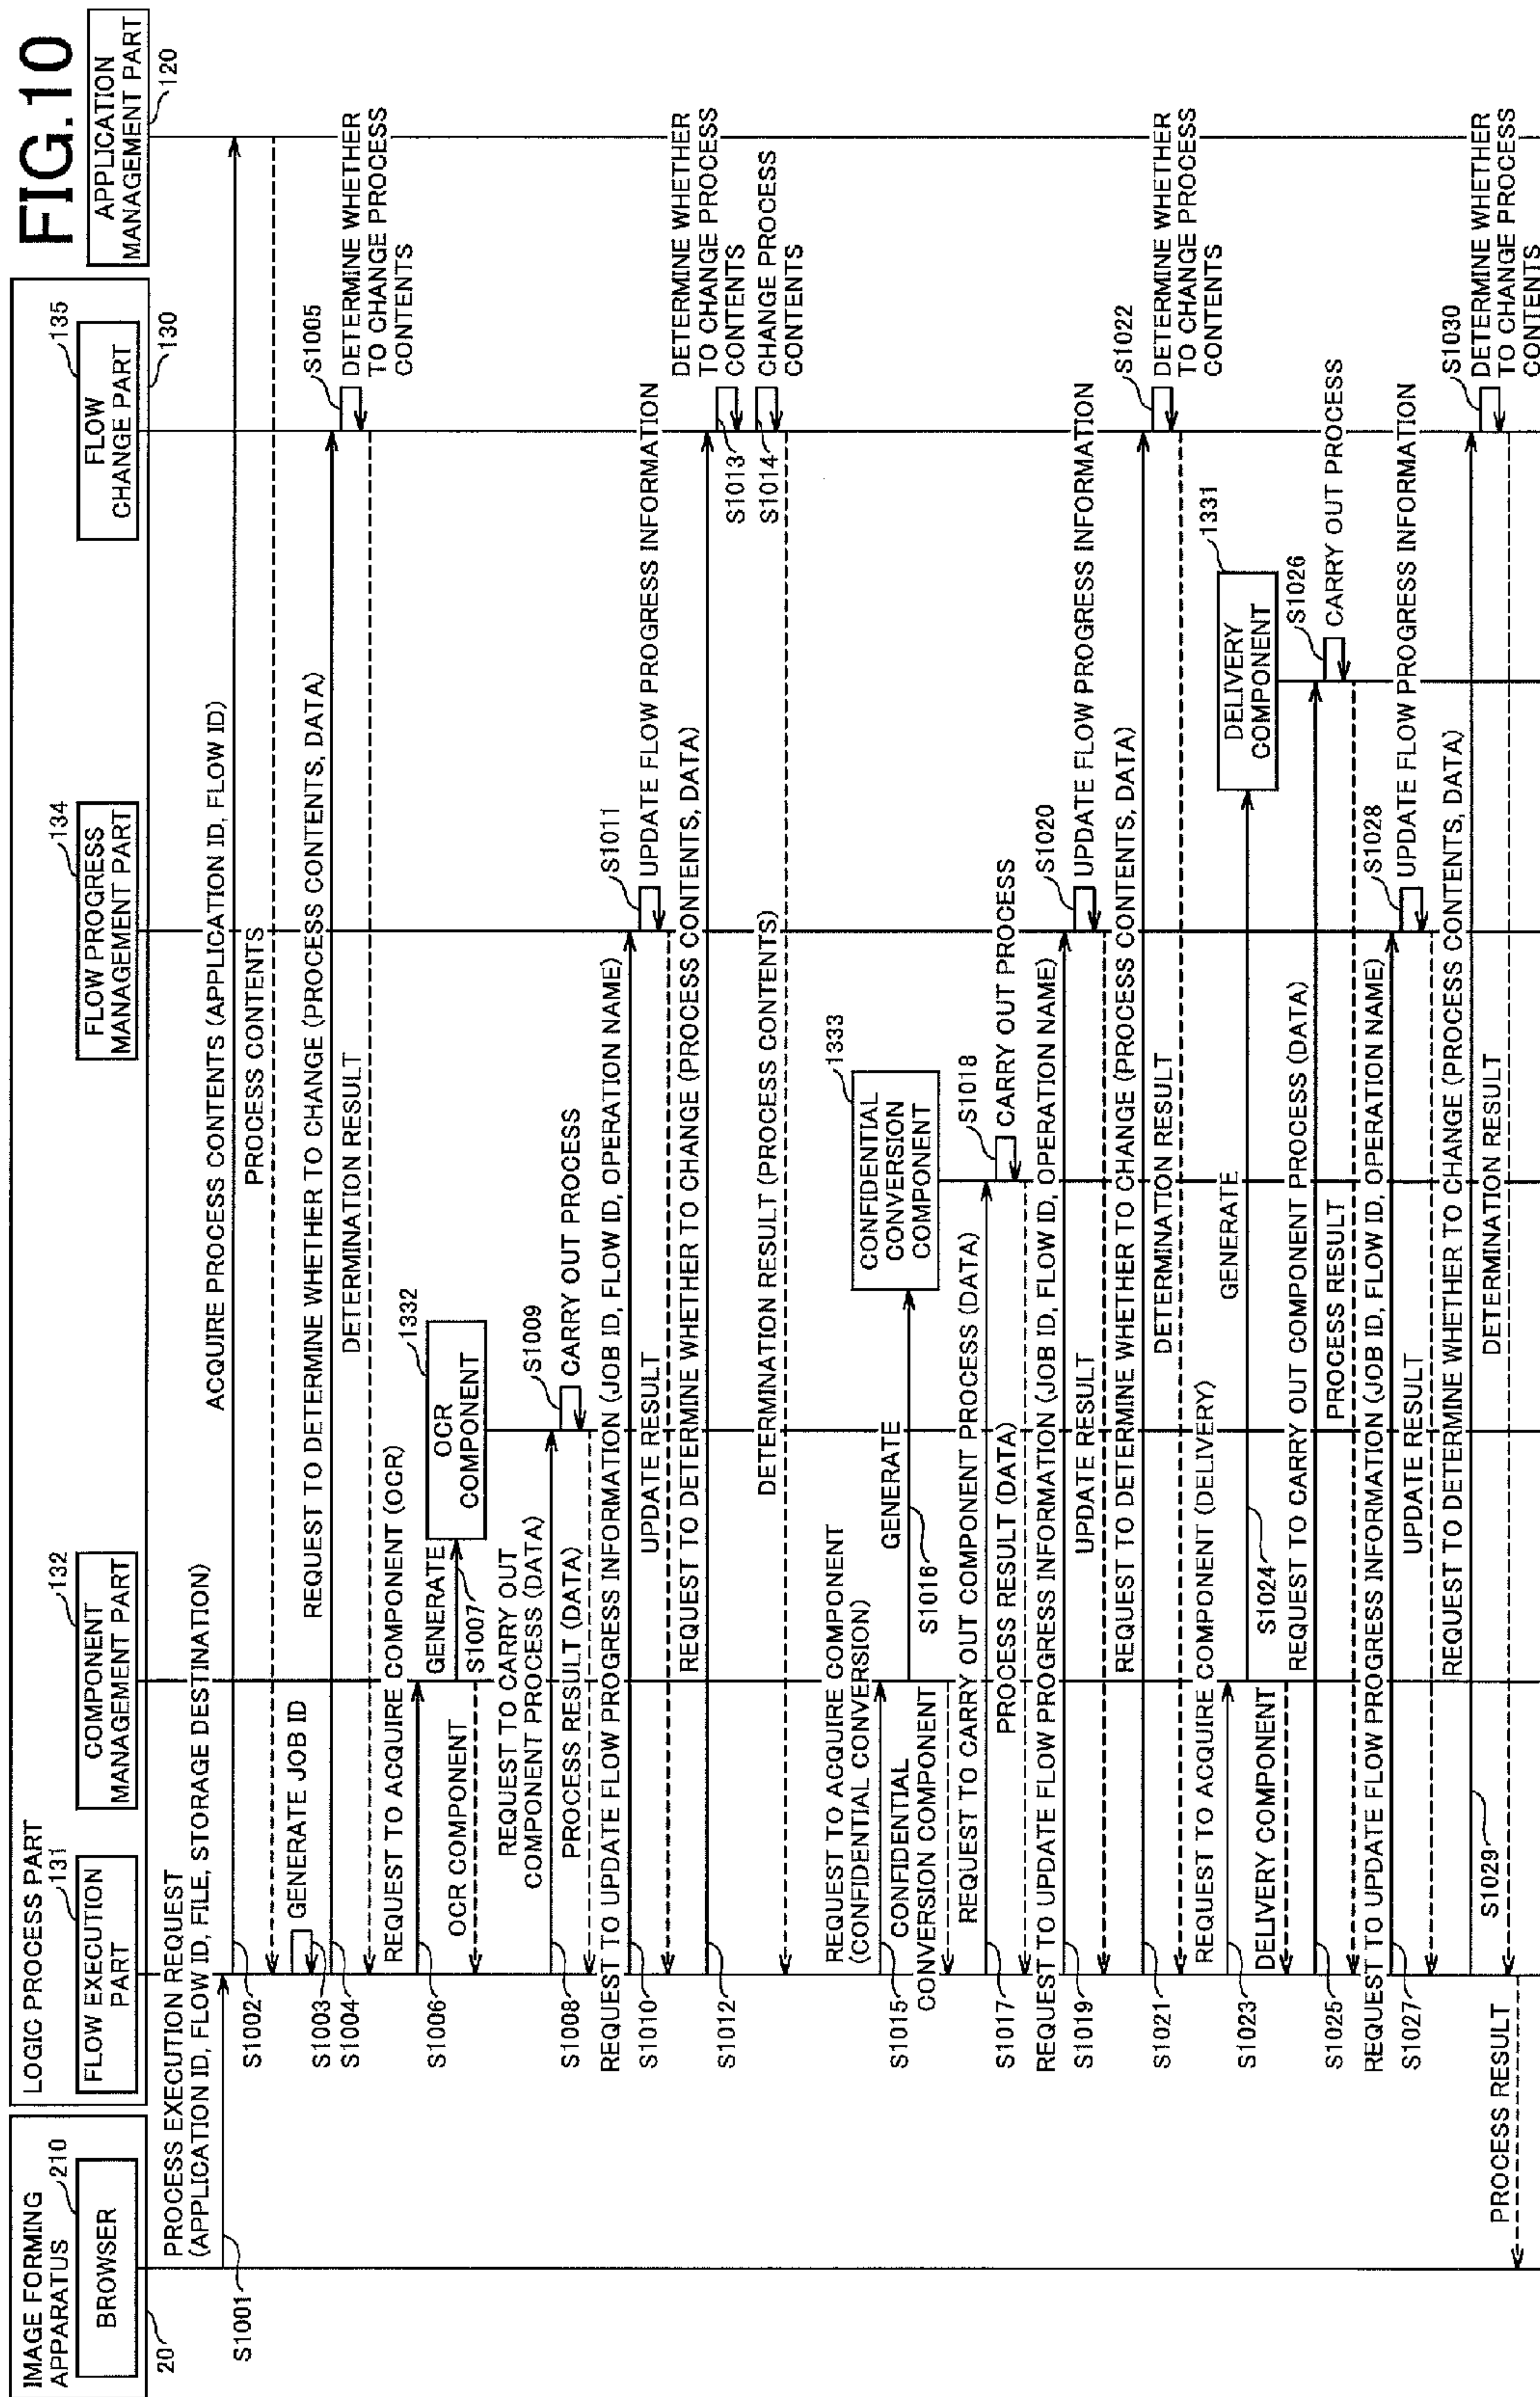 FIG.10
IMAGE FORMING
APPARATUS
210
BROWSER
20
LOGIC PROCESS PART
131
FLOW EXECUTION
PART
132
COMPONENT
MANAGEMENT PART
134
FLOW PROGRESS
MANAGEMENT PART
135
FLOW
CHANGE PART
130
APPLICATION
MANAGEMENT PART
120
PROCESS EXECUTION REQUEST
(APPLICATION ID, FLOW ID, FILE, STORAGE DESTINATION)
S1001
ACQUIRE PROCESS CONTENTS (APPLICATION ID, FLOW ID)
S1002
PROCESS CONTENTS
GENERATE JOB ID
S1003
REQUEST TO DETERMINE WHETHER TO CHANGE (PROCESS CONTENTS, DATA)
S1004
S1005
DETERMINE WHETHER
TO CHANGE PROCESS
CONTENTS
DETERMINATION RESULT
REQUEST TO ACQUIRE COMPONENT (OCR)
S1006
GENERATE
S1007
1332
OCR
COMPONENT
OCR COMPONENT
REQUEST TO CARRY OUT
COMPONENT PROCESS (DATA)
S1008
S1009
CARRY OUT PROCESS
PROCESS RESULT (DATA)
REQUEST TO UPDATE FLOW PROGRESS INFORMATION (JOB ID, FLOW ID, OPERATION NAME)
S1010
S1011
UPDATE FLOW PROGRESS INFORMATION
UPDATE RESULT
REQUEST TO DETERMINE WHETHER TO CHANGE (PROCESS CONTENTS, DATA)
S1012
DETERMINE WHETHER
TO CHANGE PROCESS
CONTENTS
S1013
CHANGE PROCESS
CONTENTS
S1014
DETERMINATION RESULT (PROCESS CONTENTS)
REQUEST TO ACQUIRE COMPONENT
(CONFIDENTIAL CONVERSION)
S1015
GENERATE
S1016
1333
CONFIDENTIAL
CONVERSION
COMPONENT
CONFIDENTIAL
CONVERSION COMPONENT
REQUEST TO CARRY OUT COMPONENT PROCESS (DATA)
S1017
S1018
CARRY OUT PROCESS
PROCESS RESULT (DATA)
REQUEST TO UPDATE FLOW PROGRESS INFORMATION (JOB ID, FLOW ID, OPERATION NAME)
S1019
S1020
UPDATE FLOW PROGRESS INFORMATION
UPDATE RESULT
REQUEST TO DETERMINE WHETHER TO CHANGE (PROCESS CONTENTS, DATA)
S1021
S1022
DETERMINE WHETHER
TO CHANGE PROCESS
CONTENTS
DETERMINATION RESULT
REQUEST TO ACQUIRE COMPONENT (DELIVERY)
S1023
GENERATE
S1024
1331
DELIVERY
COMPONENT
DELIVERY COMPONENT
REQUEST TO CARRY OUT COMPONENT PROCESS (DATA)
S1025
S1026
CARRY OUT PROCESS
PROCESS RESULT
REQUEST TO UPDATE FLOW PROGRESS INFORMATION (JOB ID, FLOW ID, OPERATION NAME)
S1027
S1028
UPDATE FLOW PROGRESS INFORMATION
UPDATE RESULT
REQUEST TO DETERMINE WHETHER TO CHANGE (PROCESS CONTENTS, DATA)
S1029
S1030
DETERMINE WHETHER
TO CHANGE PROCESS
CONTENTS
DETERMINATION RESULT
PROCESS RESULT